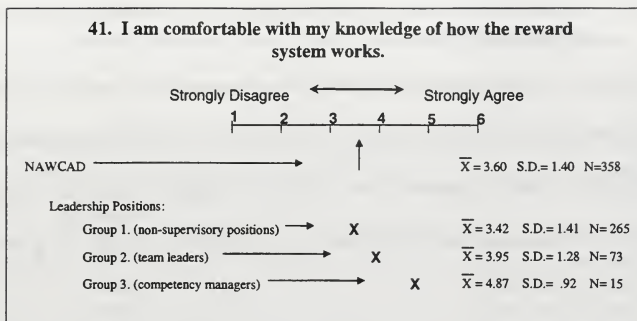 41. I am comfortable with my knowledge of how the reward
system works.
Strongly Disagree Strongly Agree
1 2 3 4 5 6
NAWCAD X̅ = 3.60 S.D.= 1.40 N=358
Leadership Positions:
Group 1. (non-supervisory positions) X X̅ = 3.42 S.D.= 1.41 N= 265
Group 2. (team leaders) X X̅ = 3.95 S.D.= 1.28 N= 73
Group 3. (competency managers) X X̅ = 4.87 S.D.= .92 N= 15